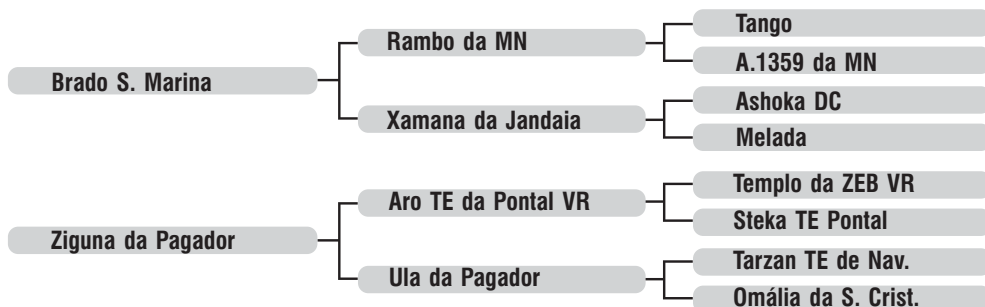 Tango
Rambo da MN
A.1359 da MN
Brado S. Marina
Ashoka DC
Xamana da Jandaia
Melada
Templo da ZEB VR
Aro TE da Pontal VR
Steka TE Pontal
Ziguna da Pagador
Tarzan TE de Nav.
Ula da Pagador
Omália da S. Crist.